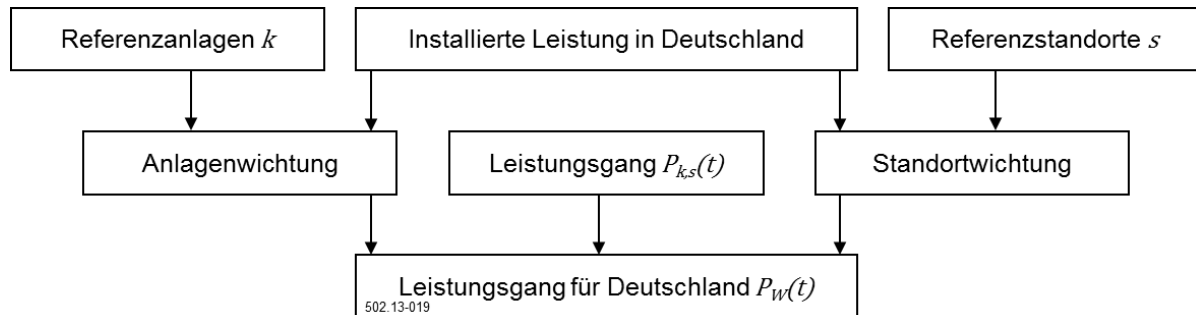 Referenzanlagen k
Installierte Leistung in Deutschland
Referenzstandorte s
Anlagenwichtung
Leistungsgang Pk,s(t)
Standortwichtung
Leistungsgang für Deutschland PW(t)
502.13-019